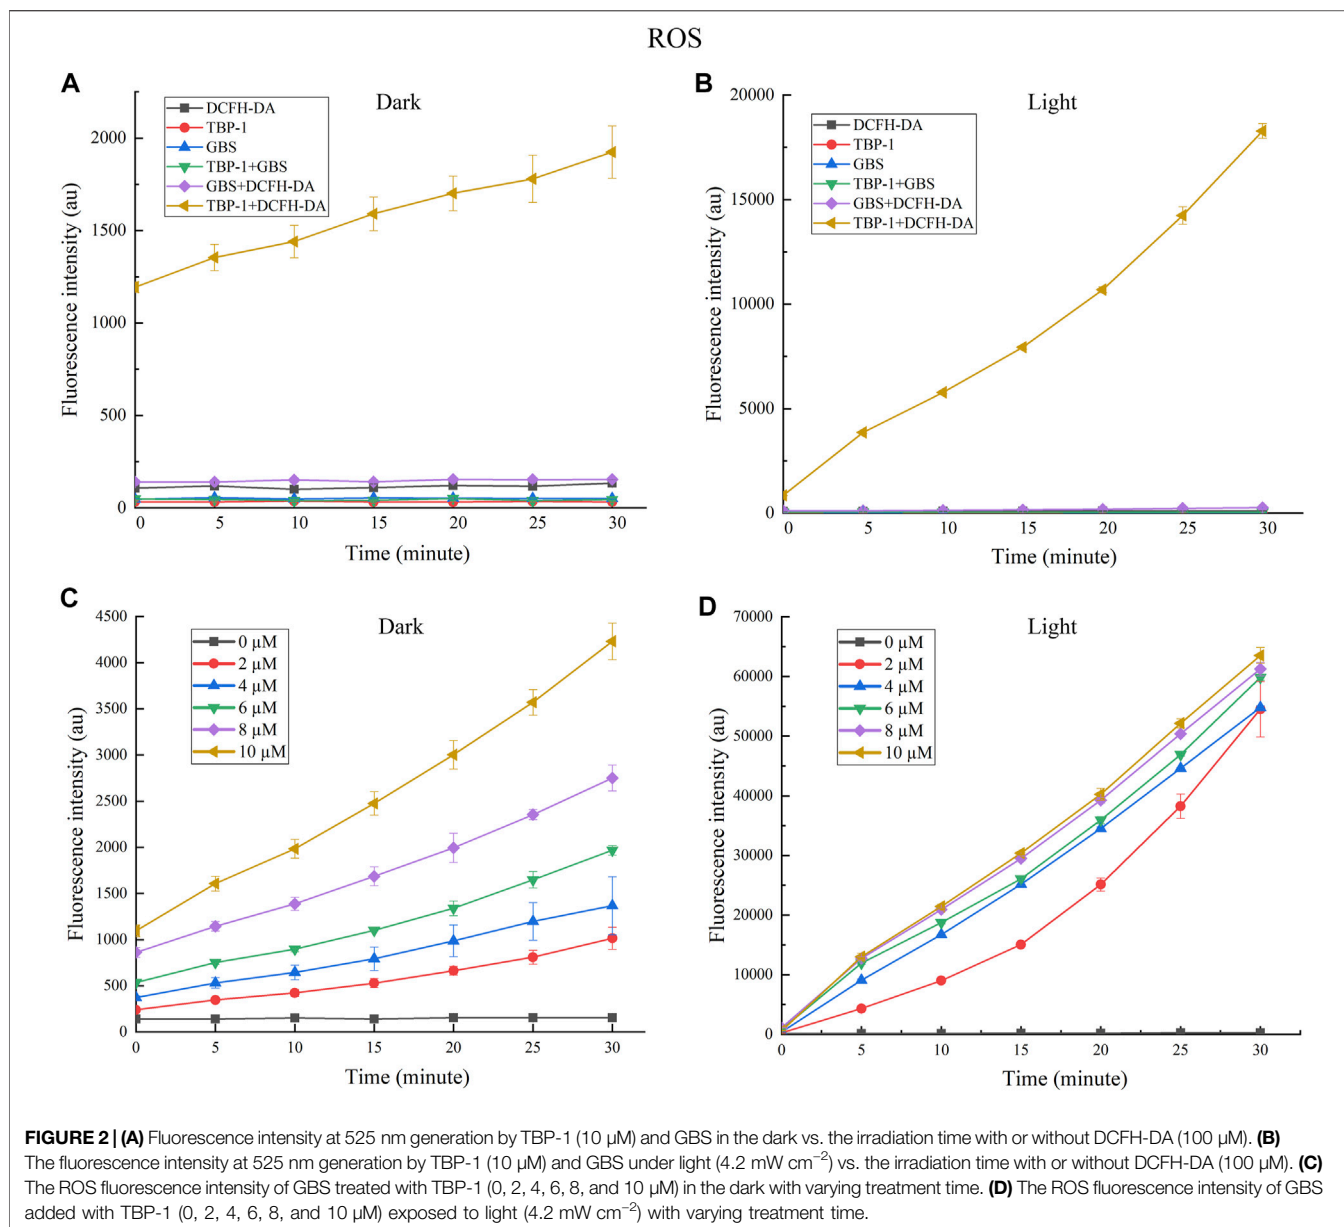 ROS
A
Dark
DCFH-DA
TBP-1
GBS
TBP-1+GBS
GBS+DCFH-DA
TBP-1+DCFH-DA
Fluorescence intensity (au)
2000
1500
1000
500
0
0 5 10 15 20 25 30
Time (minute)
B
Light
DCFH-DA
TBP-1
GBS
TBP-1+GBS
GBS+DCFH-DA
TBP-1+DCFH-DA
Fluorescence intensity (au)
20000
15000
10000
5000
0
0 5 10 15 20 25 30
Time (minute)
C
Dark
0 µM
2 µM
4 µM
6 µM
8 µM
10 µM
Fluorescence intensity (au)
4500
4000
3500
3000
2500
2000
1500
1000
500
0
0 5 10 15 20 25 30
Time (minute)
D
Light
0 µM
2 µM
4 µM
6 µM
8 µM
10 µM
Fluorescence intensity (au)
70000
60000
50000
40000
30000
20000
10000
0
0 5 10 15 20 25 30
Time (minute)
FIGURE 2 | (A) Fluorescence intensity at 525 nm generation by TBP-1 (10 µM) and GBS in the dark vs. the irradiation time with or without DCFH-DA (100 µM). (B)
The fluorescence intensity at 525 nm generation by TBP-1 (10 µM) and GBS under light (4.2 mW cm⁻²) vs. the irradiation time with or without DCFH-DA (100 µM). (C)
The ROS fluorescence intensity of GBS treated with TBP-1 (0, 2, 4, 6, 8, and 10 µM) in the dark with varying treatment time. (D) The ROS fluorescence intensity of GBS
added with TBP-1 (0, 2, 4, 6, 8, and 10 µM) exposed to light (4.2 mW cm⁻²) with varying treatment time.